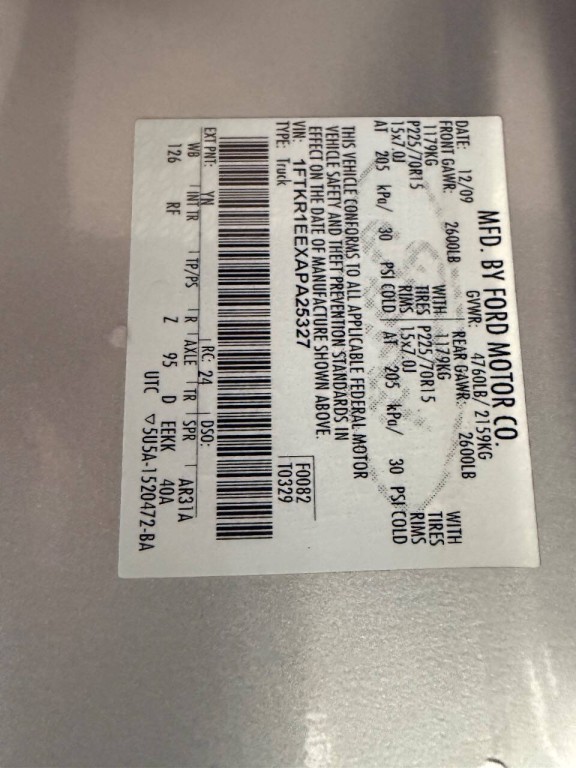 MFD. BY FORD MOTOR CO.
DATE: 12/09 GVWR: 4760LB/ 2159KG
FRONT GAWR: 2600LB REAR GAWR: 2600LB
1179KG WITH 1179KG WITH
P225/70R15 TIRES P225/70R15 TIRES
15x7.0J RIMS 15x7.0J RIMS
AT 205 kPa/ 30 PSI COLD AT 205 kPa/ 30 PSI COLD
THIS VEHICLE CONFORMS TO ALL APPLICABLE FEDERAL MOTOR
VEHICLE SAFETY AND THEFT PREVENTION STANDARDS IN
EFFECT ON THE DATE OF MANUFACTURE SHOWN ABOVE.
VIN: 1FTKR1EEXAPA25327 F0082
TYPE: Truck T0329
EXT PNT: YN RC: 24 DSO:
WB INT TR TP/PS R AXLE TR SPR AR31A
126 RF Z 95 D EEKK 40A
UTC ▽5U5A-1520472-BA